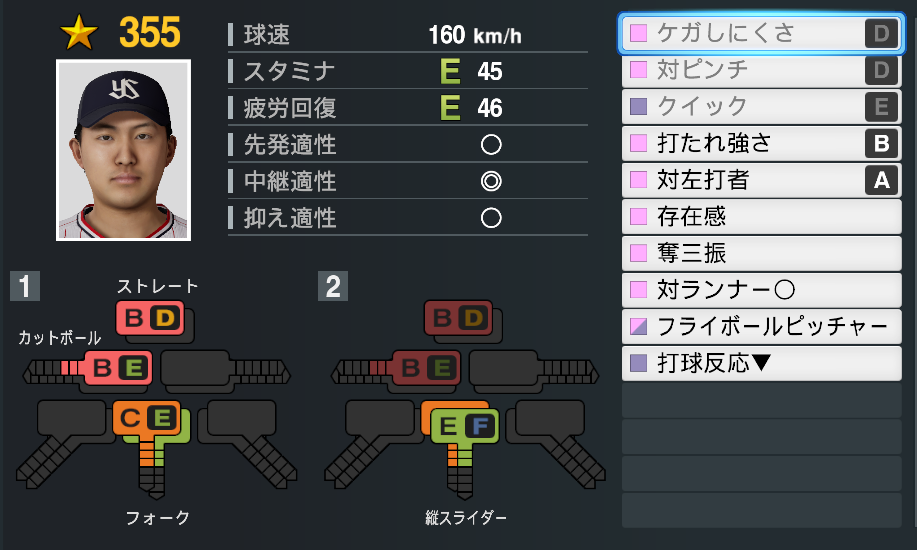 ★ 355
球速 160 km/h
スタミナ E 45
疲労回復 E 46
先発適性 ○
中継適性 ◎
抑え適性 ○
YS
1
ストレート
B D
カットボール
B E
C E
フォーク
2
B D
B E
E F
縦スライダー
ケガしにくさ D
対ピンチ D
クイック E
打たれ強さ B
対左打者 A
存在感
奪三振
対ランナー○
フライボールピッチャー
打球反応▼